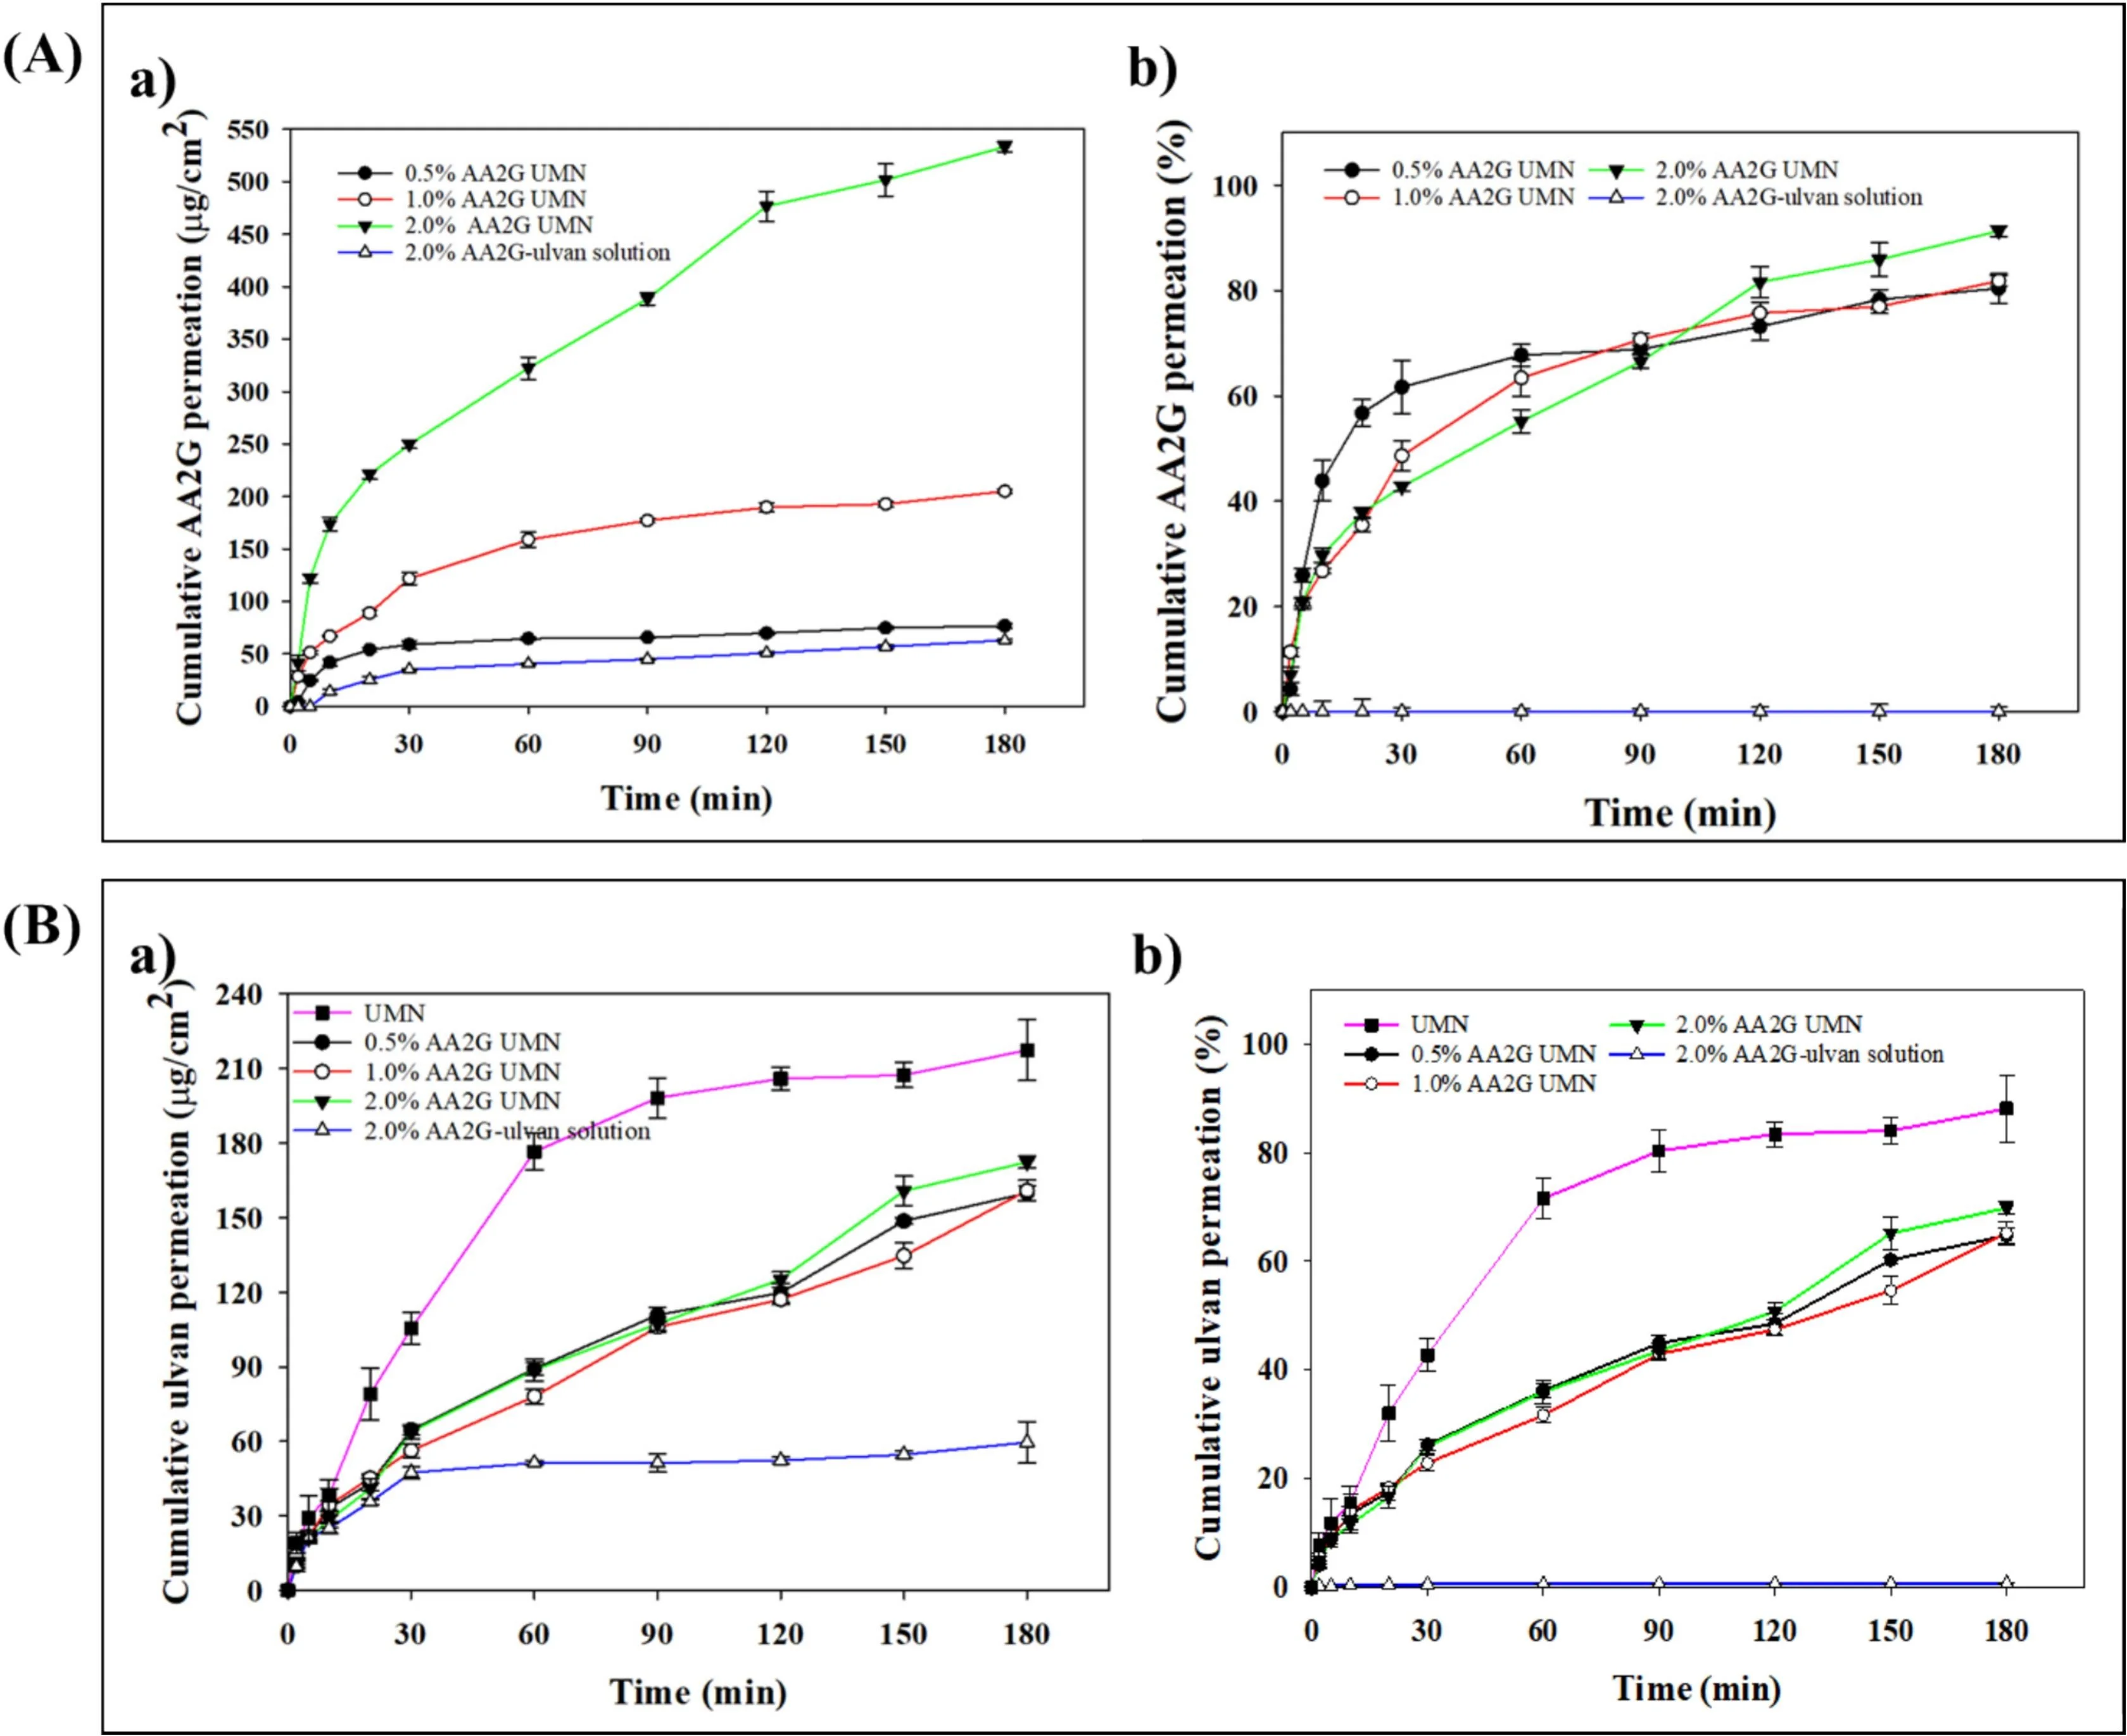 (A)
a)
Cumulative AA2G permeation (µg/cm2)
550
500
450
400
350
300
250
200
150
100
50
0
0.5% AA2G UMN
1.0% AA2G UMN
2.0%  AA2G UMN
2.0% AA2G-ulvan solution
0 30 60 90 120 150 180
Time (min)
b)
Cumulative AA2G permeation (%)
100
80
60
40
20
0
0.5% AA2G UMN 2.0% AA2G UMN
1.0% AA2G UMN 2.0% AA2G-ulvan solution
0 30 60 90 120 150 180
Time (min)
(B)
a)
Cumulative ulvan permeation (µg/cm2)
240
210
180
150
120
90
60
30
0
UMN
0.5% AA2G UMN
1.0% AA2G UMN
2.0% AA2G UMN
2.0% AA2G-ulvan solution
0 30 60 90 120 150 180
Time (min)
b)
Cumulative ulvan permeation (%)
100
80
60
40
20
0
UMN 2.0% AA2G UMN
0.5% AA2G UMN 2.0% AA2G-ulvan solution
1.0% AA2G UMN
0 30 60 90 120 150 180
Time (min)